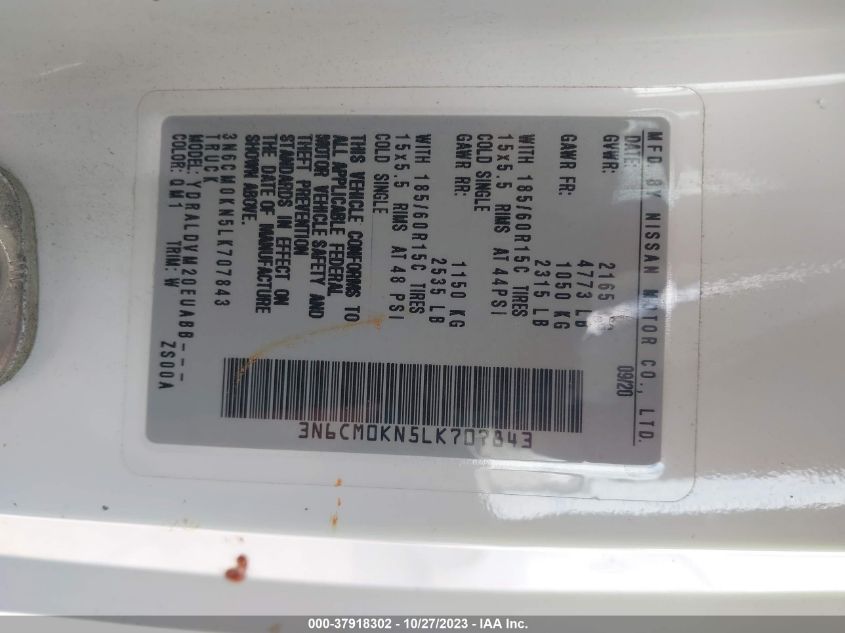 MFD. BY NISSAN MOTOR CO., LTD.
DATE: 09/20
GVWR: 2165 KG
4773 LB
GAWR FR: 1050 KG
2315 LB
WITH 185/60R15C TIRES
15x5.5 RIMS AT 44PSI
COLD SINGLE
GAWR RR: 1150 KG
2535 LB
WITH 185/60R15C TIRES
15x5.5 RIMS AT 48 PSI
COLD SINGLE
THIS VEHICLE CONFORMS TO
ALL APPLICABLE FEDERAL
MOTOR VEHICLE SAFETY AND
THEFT PREVENTION
STANDARDS IN EFFECT ON
THE DATE OF MANUFACTURE
SHOWN ABOVE.
3N6CM0KN5LK707843
TRUCK
MODEL: YDRALDVM20EUABB---
COLOR: QM1 TRIM: W ZS00A
3N6CM0KN5LK707843
000-37918302 - 10/27/2023 - IAA Inc.